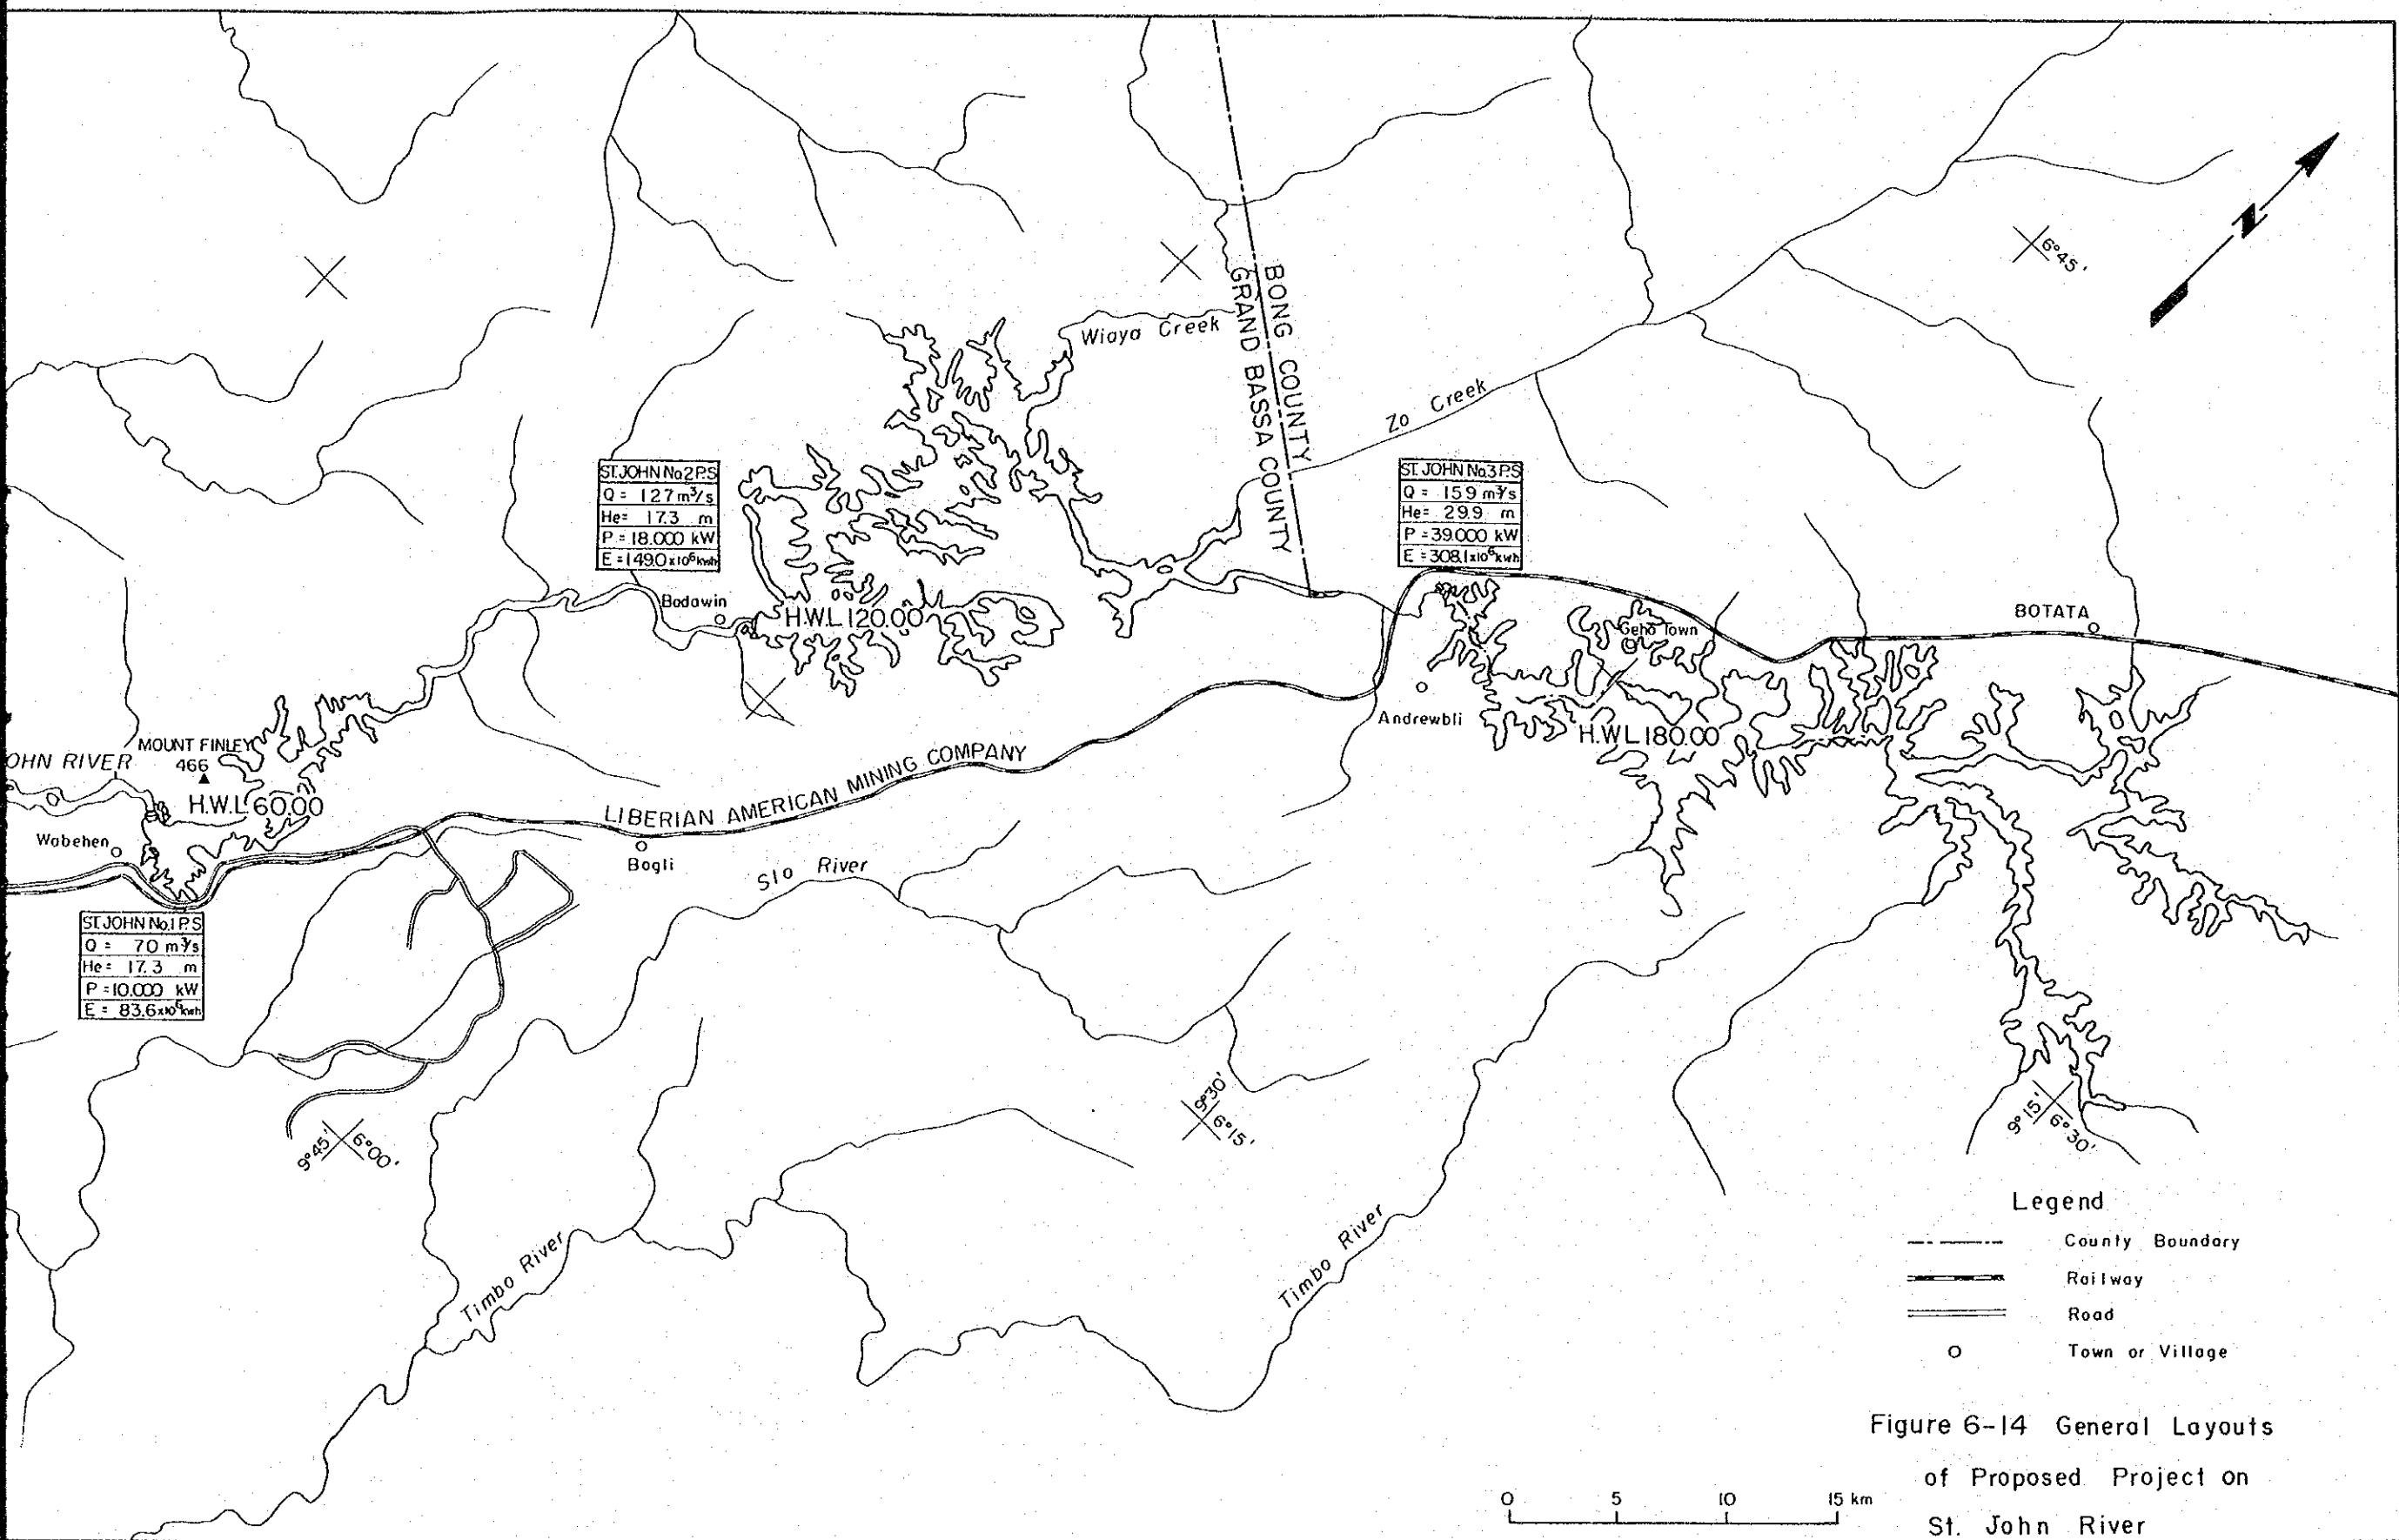 6°45'
BONG COUNTY
GRAND BASSA COUNTY
Wiaya Creek
Zo Creek
ST. JOHN No.2 P.S
Q = 127 m³/s
He = 17.3 m
P = 18.000 kW
E = 149.0 x 10⁶ kwh
ST. JOHN No.3 P.S
Q = 159 m³/s
He = 29.9 m
P = 39.000 kW
E = 308.1 x 10⁶ kwh
Bodawin
H.W.L 120.00
Geho Town
BOTATA
Andrewbli
H.W.L 180.00
MOUNT FINLEY
466
OHN RIVER
H.W.L 60.00
Wobehen
LIBERIAN AMERICAN MINING COMPANY
Bogli
Slo River
ST. JOHN No.1 P.S
Q = 70 m³/s
He = 17.3 m
P = 10.000 kW
E = 83.6 x 10⁶ kwh
9°45'
6°00'
9°30'
6°15'
9°15'
6°30'
Timbo River
Timbo River
Legend
County Boundary
Railway
Road
Town or Village
Figure 6-14 General Layouts
of Proposed Project on
St. John River
0 5 10 15 km
N